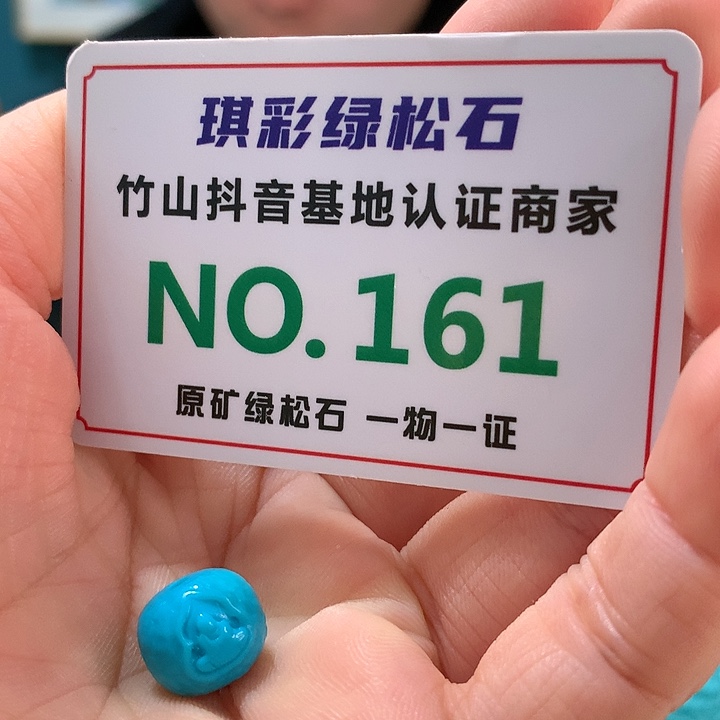 琪彩绿松石
竹山抖音基地认证商家
NO.161
原矿绿松石 一物一证